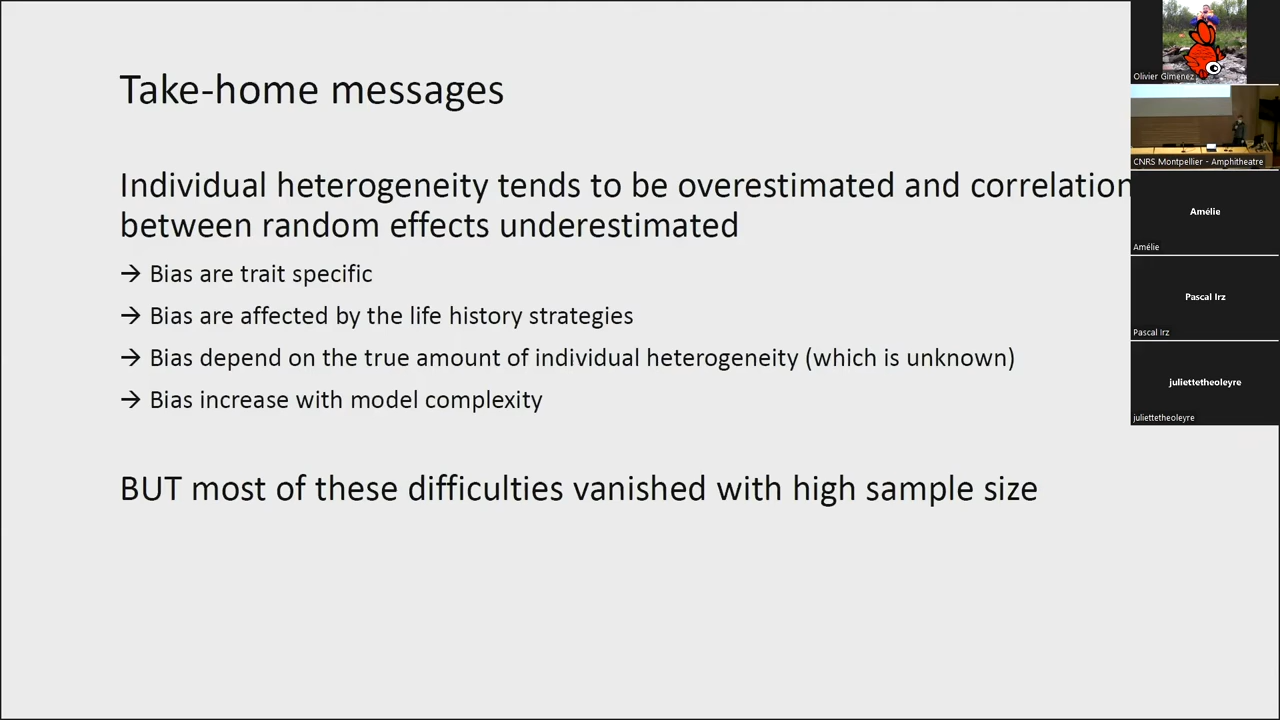 Take-home messages
Individual heterogeneity tends to be overestimated and correlation
between random effects underestimated
→ Bias are trait specific
→ Bias are affected by the life history strategies
→ Bias depend on the true amount of individual heterogeneity (which is unknown)
→ Bias increase with model complexity
BUT most of these difficulties vanished with high sample size
Olivier Gimenez
CNRS Montpellier - Amphitheatre
Amélie
Amélie
Pascal Irz
Pascal Irz
juliettetheoleyre
juliettetheoleyre